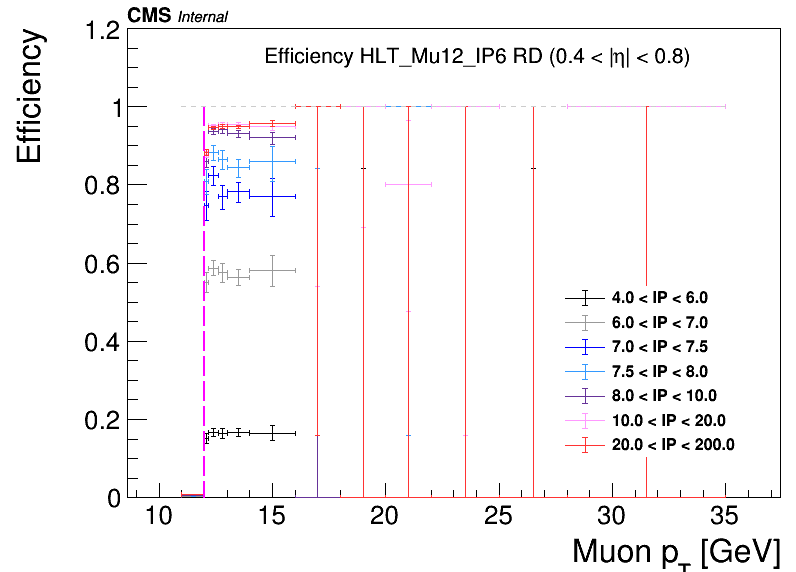 CMS Internal
Efficiency HLT_Mu12_IP6 RD (0.4 < |η| < 0.8)
Efficiency
1.2
1
0.8
0.6
0.4
0.2
0
4.0 < IP < 6.0
6.0 < IP < 7.0
7.0 < IP < 7.5
7.5 < IP < 8.0
8.0 < IP < 10.0
10.0 < IP < 20.0
20.0 < IP < 200.0
10 15 20 25 30 35
Muon p_T [GeV]